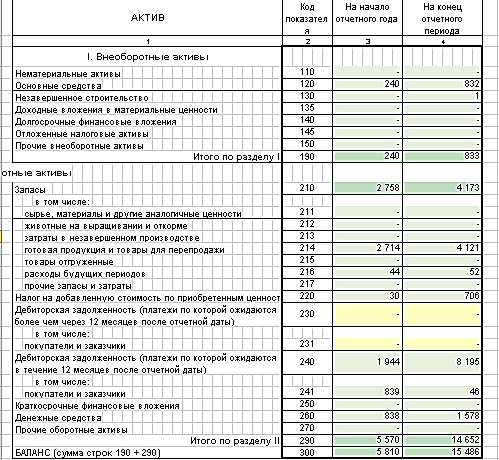 АКТИВ Код показателя На начало отчетного года На конец отчетного периода
1 2 3 4
I. Внеоборотные активы
Нематериальные активы 110 - -
Основные средства 120 240 832
Незавершенное строительство 130 - 1
Доходные вложения в материальные ценности 135 - -
Долгосрочные финансовые вложения 140 - -
Отложенные налоговые активы 145 - -
Прочие внеоборотные активы 150 - -
Итого по разделу I 190 240 833
отные активы
Запасы 210 2 758 4 173
в том числе:
сырье, материалы и другие аналогичные ценности 211 - -
животные на выращивании и откорме 212 - -
затраты в незавершенном производстве 213 - -
готовая продукция и товары для перепродажи 214 2 714 4 121
товары отгруженные 215 - -
расходы будущих периодов 216 44 52
прочие запасы и затраты 217 - -
Налог на добавленную стоимость по приобретенным ценност 220 30 706
Дебиторская задолженность (платежи по которой ожидаются
более чем через 12 месяцев после отчетной даты) 230 - -
в том числе:
покупатели и заказчики 231 - -
Дебиторская задолженность (платежи по которой ожидаются
в течение 12 месяцев после отчетной даты) 240 1 944 8 195
в том числе:
покупатели и заказчики 241 839 46
Краткосрочные финансовые вложения 250 - -
Денежные средства 260 838 1 578
Прочие оборотные активы 270 - -
Итого по разделу II 290 5 570 14 652
БАЛАНС (сумма строк 190 + 290) 300 5 810 15 486